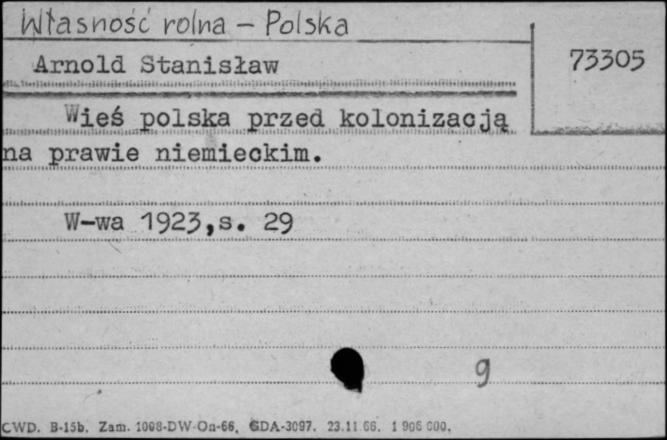 Własność rolna – Polska
Arnold Stanisław
73305
Wieś polska przed kolonizacją
na prawie niemieckim.
W-wa 1923,s. 29
9
CWD. B-15b. Zam. 1008-DW-On-66. GDA-3097. 23.11.66. 1 906 000.